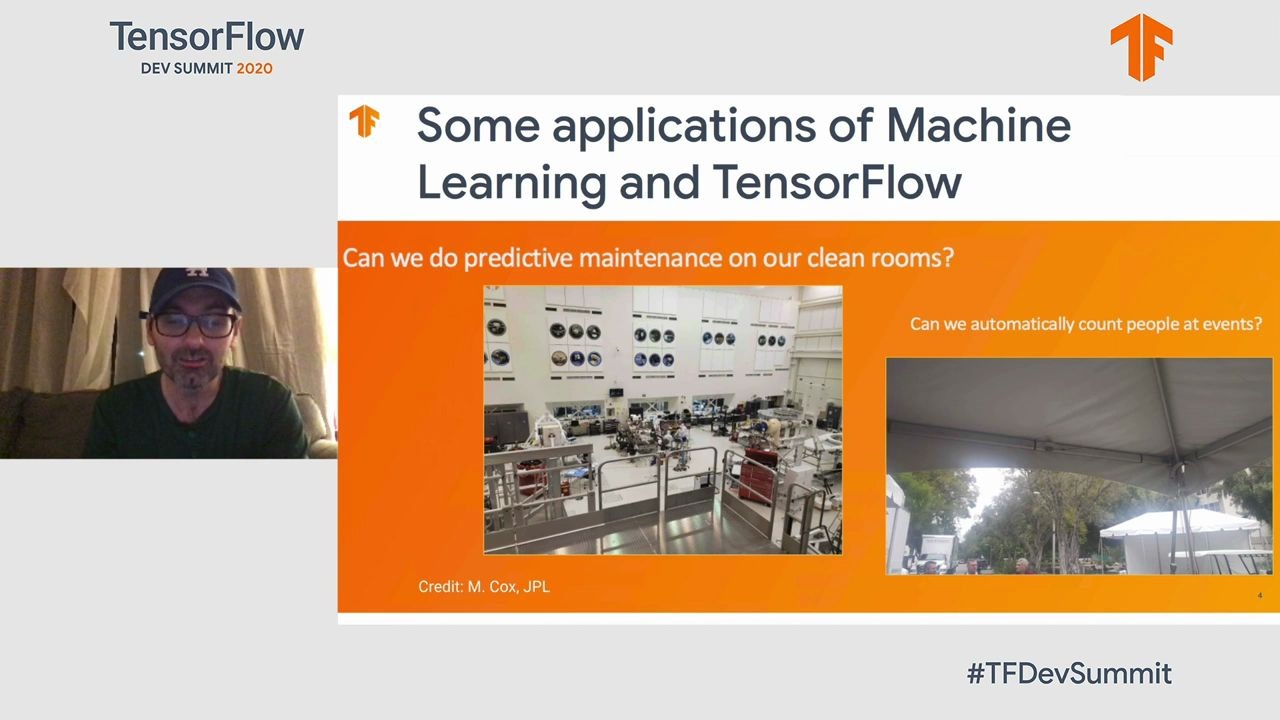 TensorFlow
DEV SUMMIT 2020
Some applications of Machine
Learning and TensorFlow
Can we do predictive maintenance on our clean rooms?
Can we automatically count people at events?
Credit: M. Cox, JPL
4
#TFDevSummit